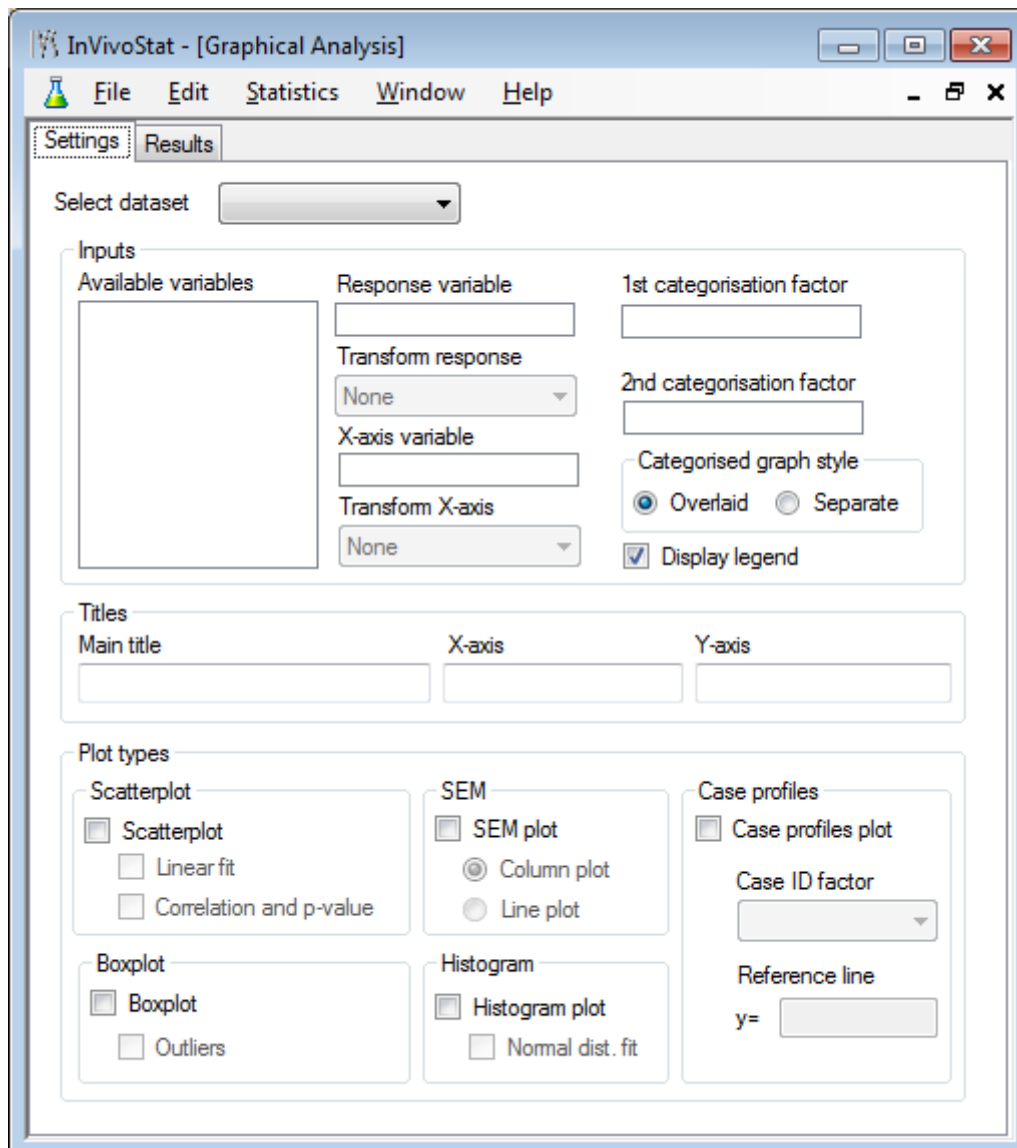 InVivoStat - [Graphical Analysis]
File Edit Statistics Window Help
Settings Results
Select dataset
Inputs
Available variables
Response variable
1st categorisation factor
Transform response
None
2nd categorisation factor
X-axis variable
Categorised graph style
Overlaid Separate
Transform X-axis
None
Display legend
Titles
Main title X-axis Y-axis
Plot types
Scatterplot
Scatterplot
Linear fit
Correlation and p-value
SEM
SEM plot
Column plot
Line plot
Case profiles
Case profiles plot
Case ID factor
Reference line
y=
Boxplot
Boxplot
Outliers
Histogram
Histogram plot
Normal dist. fit